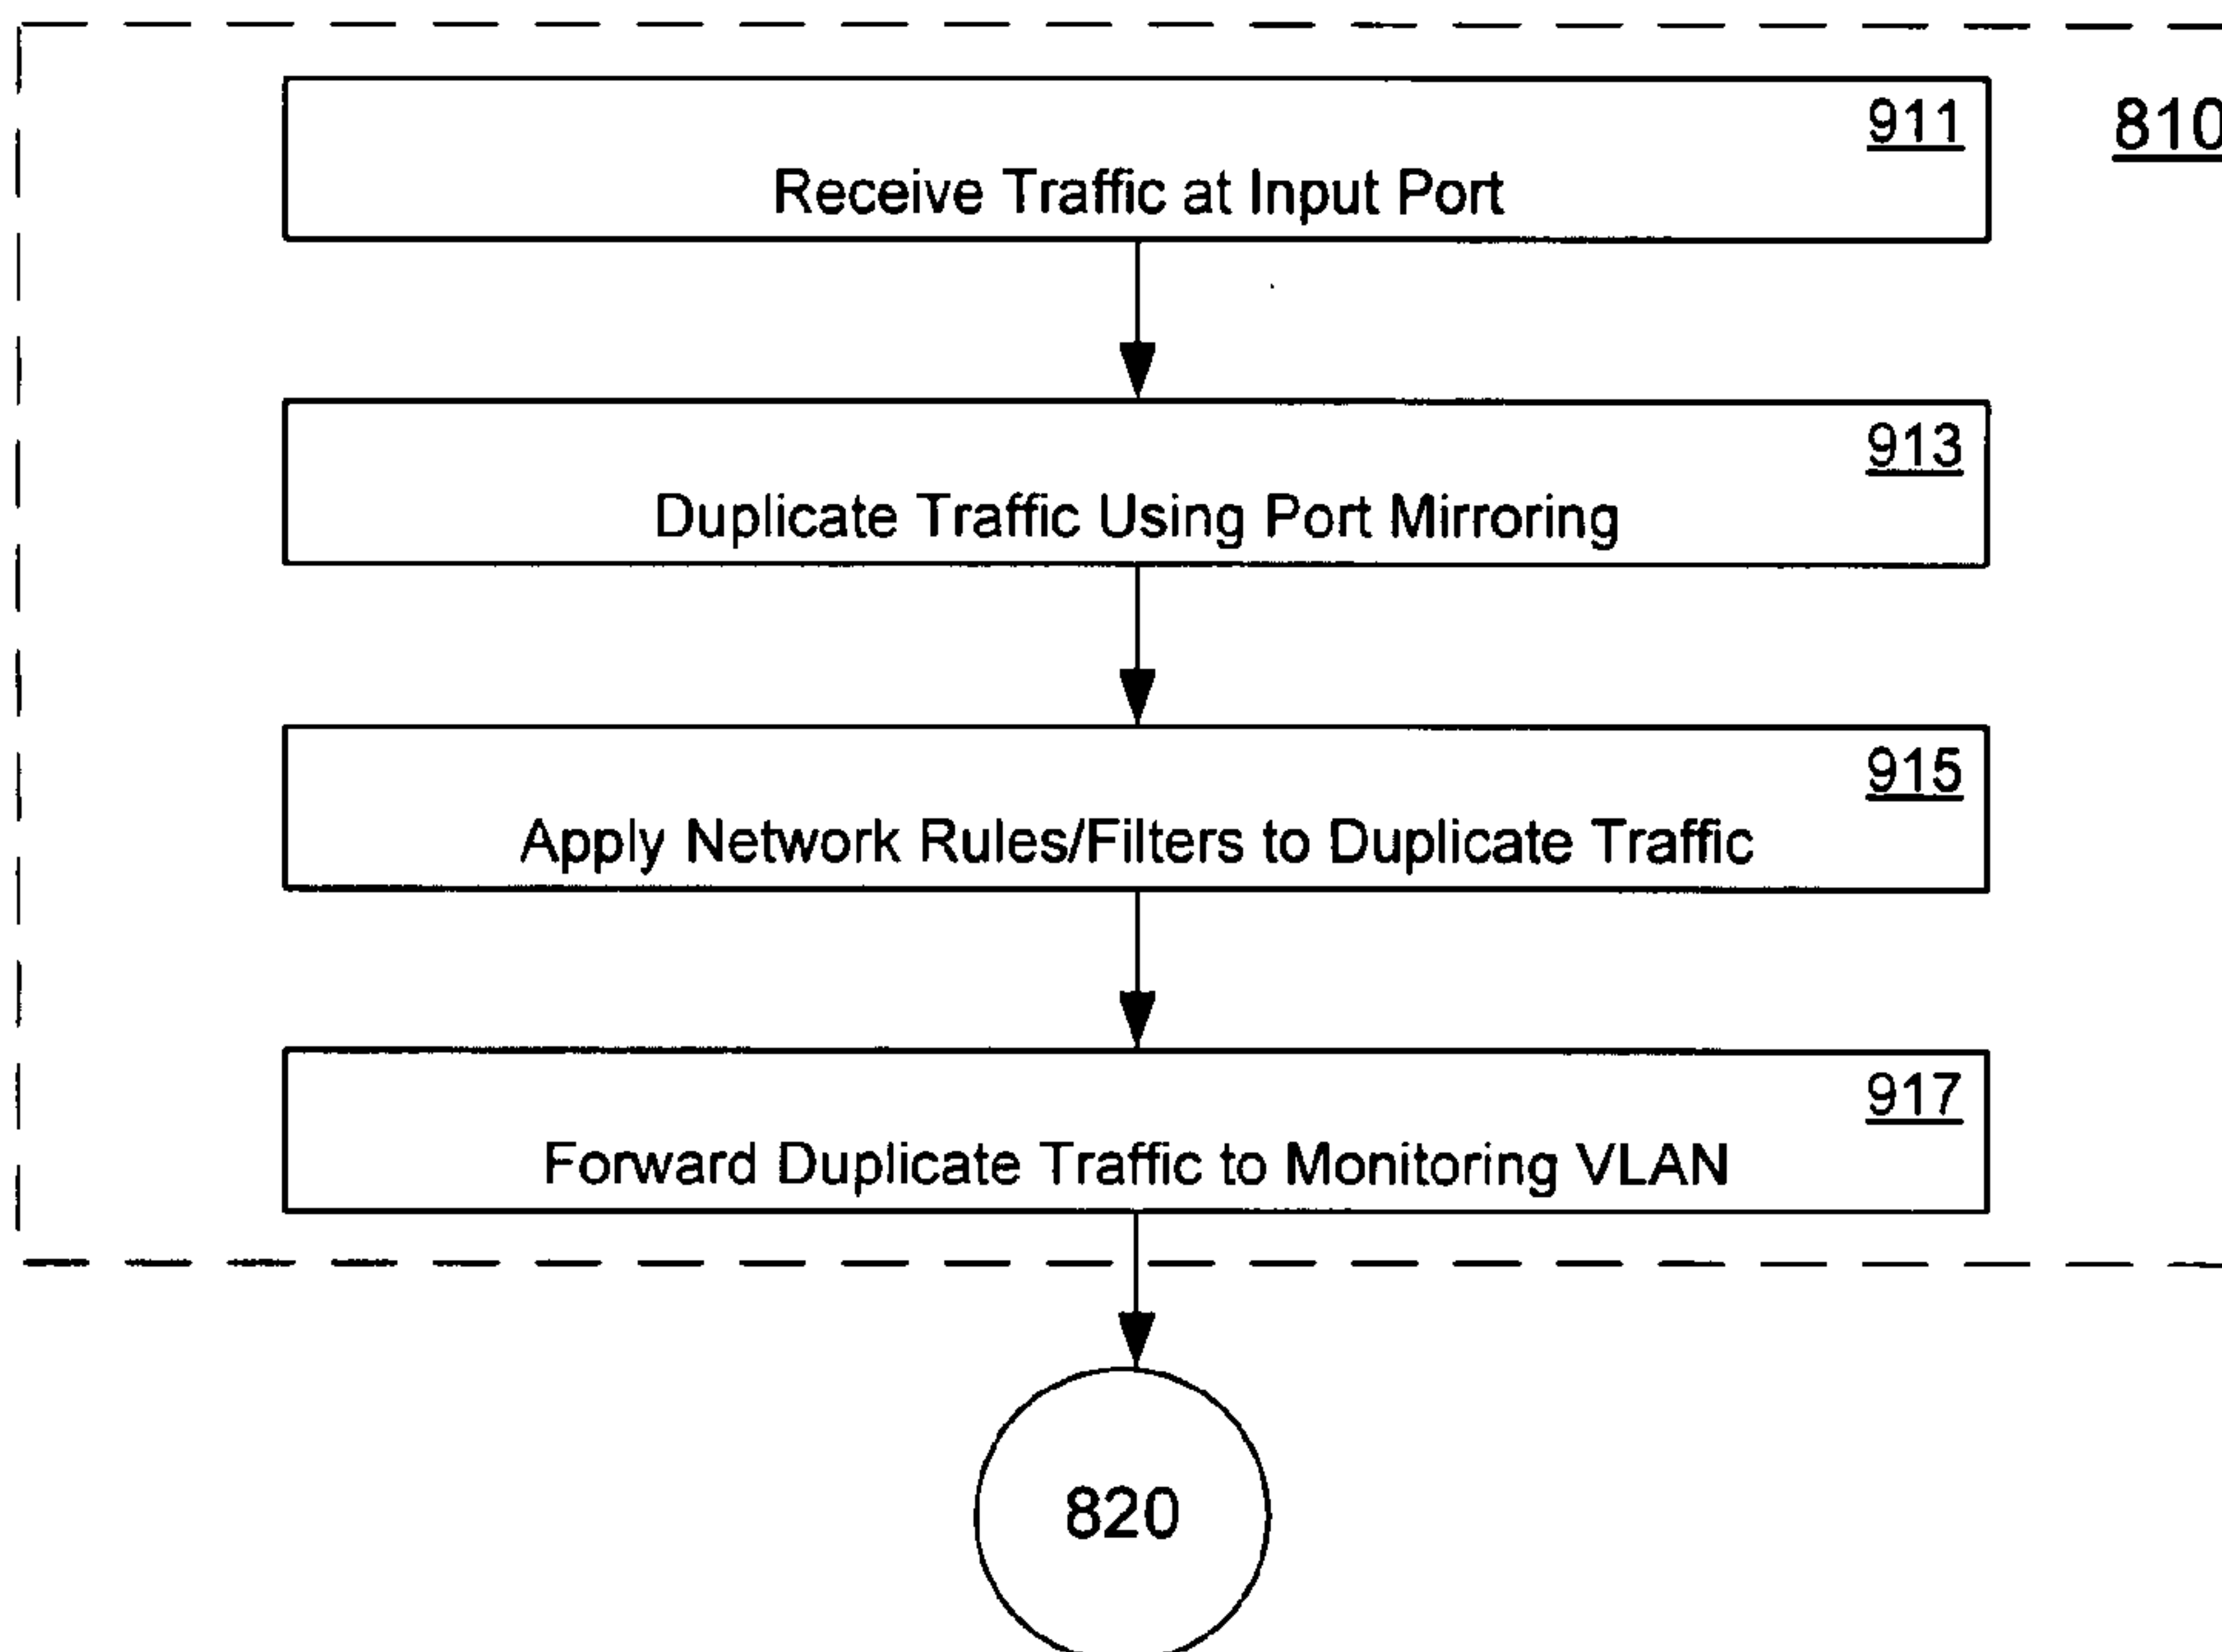 911
810
Receive Traffic at Input Port
913
Duplicate Traffic Using Port Mirroring
915
Apply Network Rules/Filters to Duplicate Traffic
917
Forward Duplicate Traffic to Monitoring VLAN
820